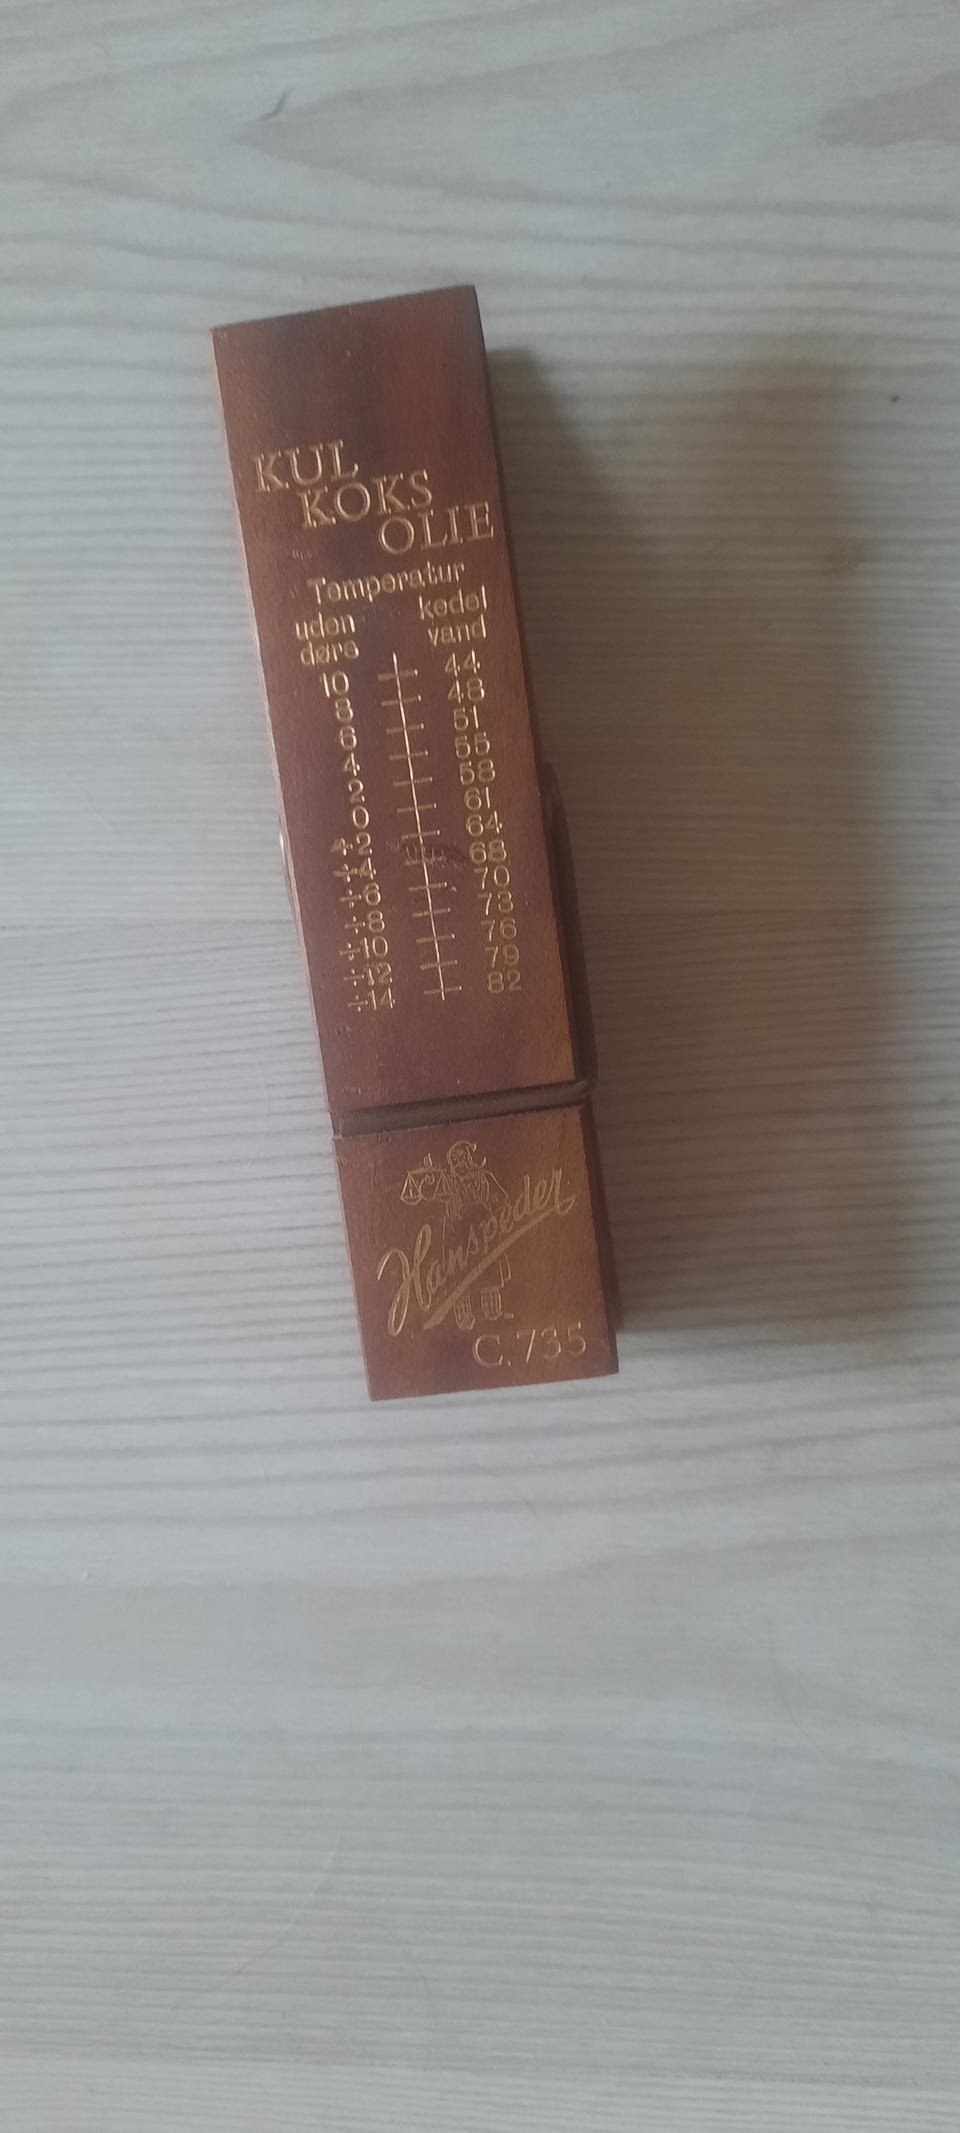 KUL
KOKS
OLIE
Temperatur
uden kedel
dørs vand
10 44
8 48
6 51
4 55
2 58
0 61
÷ 2 64
÷ 4 68
÷ 6 70
÷ 8 73
÷ 10 76
÷ 12 79
÷ 14 82
Hanspeder
C. 735